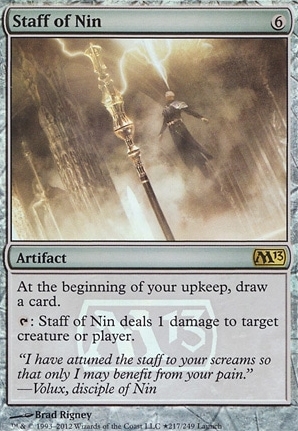 Staff of Nin 6
Artifact M13
At the beginning of your upkeep, draw
a card.
: Staff of Nin deals 1 damage to target
creature or player.
M13
"I have attuned the staff to your screams so
that only I may benefit from your pain."
—Volux, disciple of Nin
Brad Rigney
™ & © 1993–2012 Wizards of the Coast LLC ★217/249 Launch